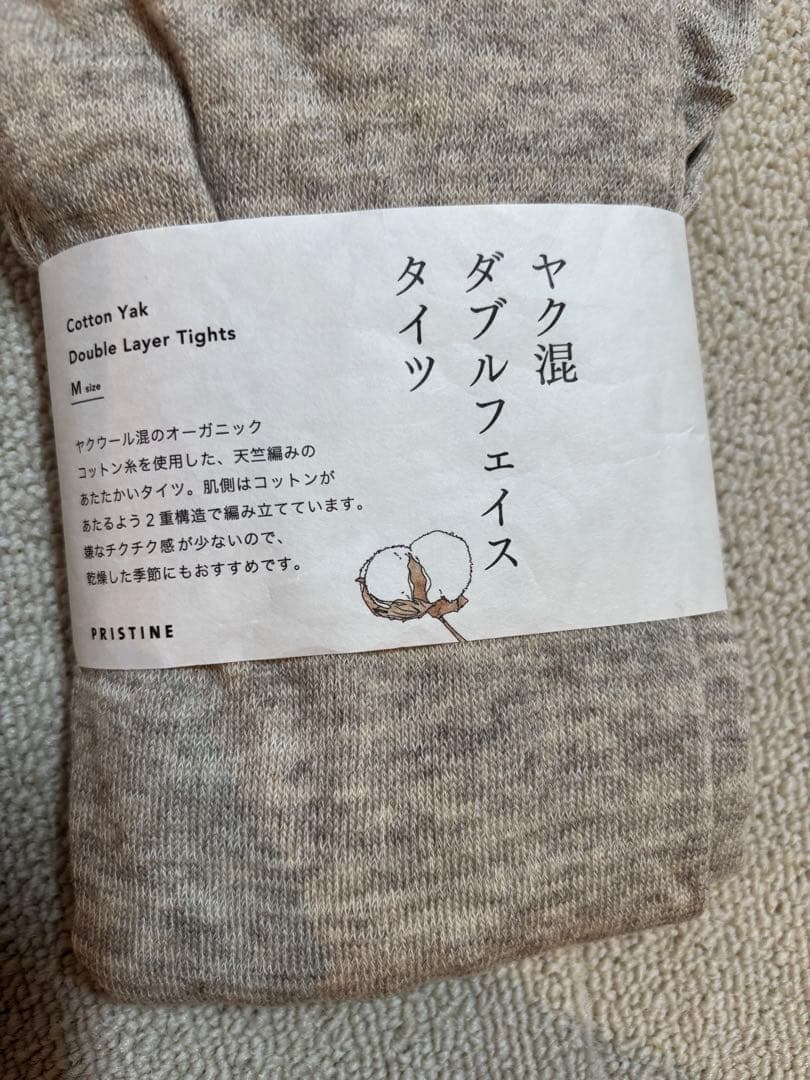 ヤク混
ダブルフェイス
タイツ
Cotton Yak
Double Layer Tights
M size
ヤクウール混のオーガニック
コットン糸を使用した、天竺編みの
あたたかいタイツ。肌側はコットンが
あたるよう2重構造で編み立てています。
嫌なチクチク感が少ないので、
乾燥した季節にもおすすめです。
PRISTINE